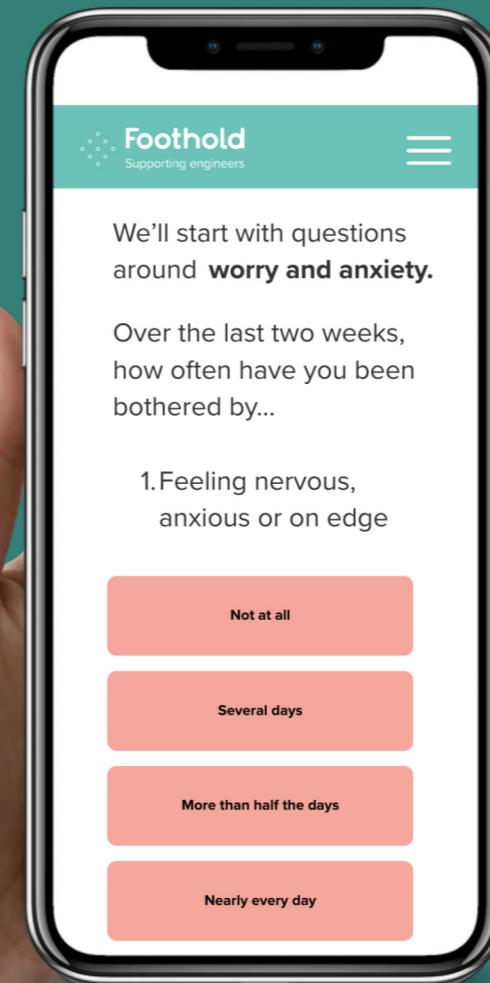 Foothold
Supporting engineers
We’ll start with questions
around worry and anxiety.
Over the last two weeks,
how often have you been
bothered by...
1. Feeling nervous,
anxious or on edge
Not at all
Several days
More than half the days
Nearly every day